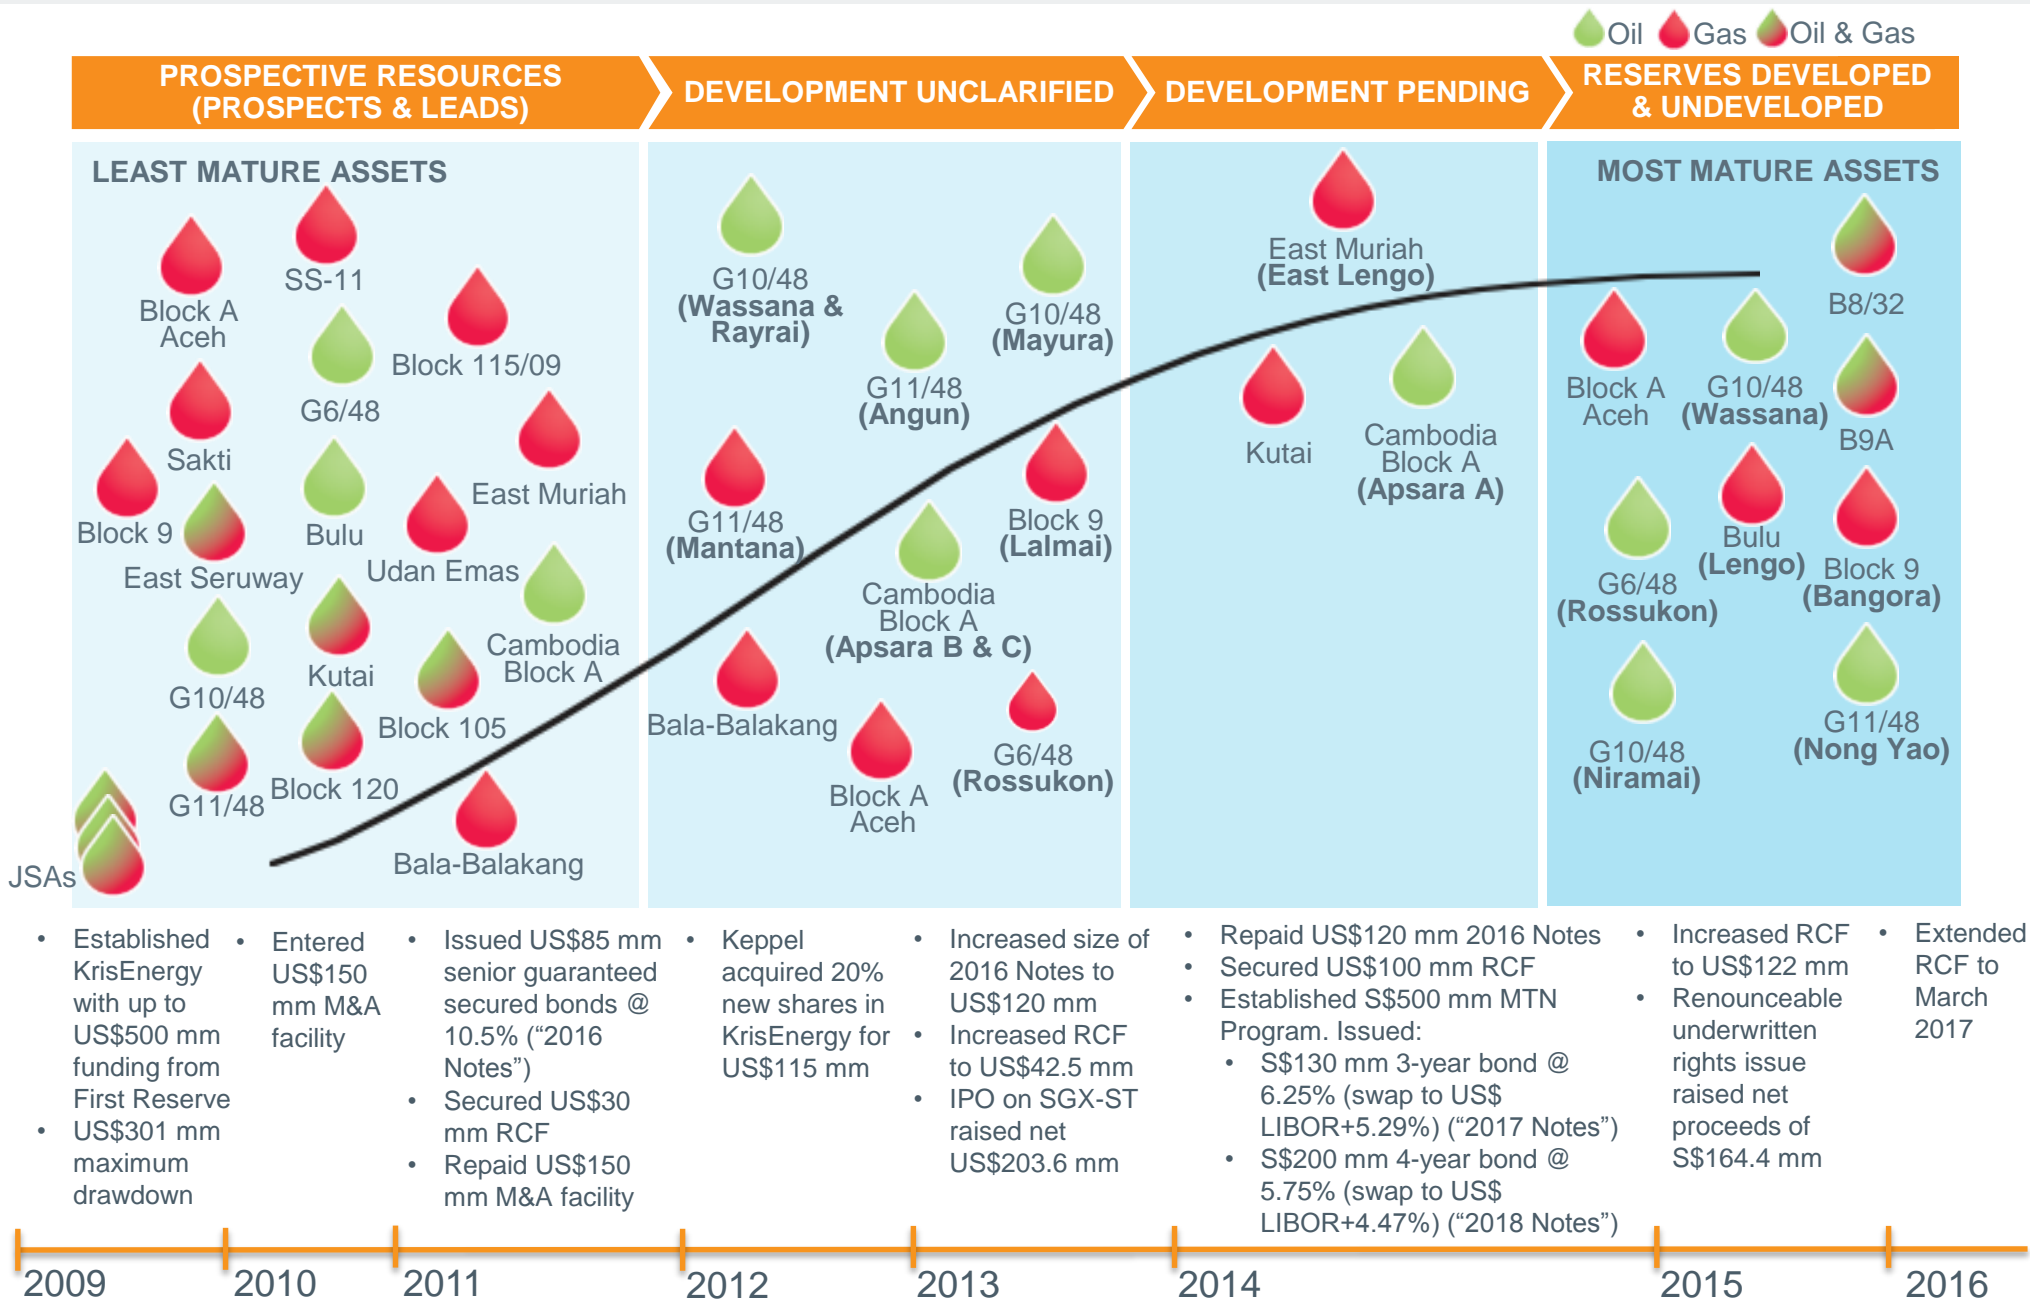 Oil
Gas
Oil & Gas
PROSPECTIVE RESOURCES
(PROSPECTS & LEADS)
DEVELOPMENT UNCLARIFIED
DEVELOPMENT PENDING
RESERVES DEVELOPED
& UNDEVELOPED
LEAST MATURE ASSETS
SS-11
Block A
Aceh
Block 115/09
G6/48
Sakti
East Muriah
Block 9
Bulu
Udan Emas
East Seruway
Cambodia
Block A
Kutai
G10/48
Block 105
Block 120
G11/48
Bala-Balakang
JSAs
G10/48
(Wassana &
Rayrai)
G10/48
(Mayura)
G11/48
(Angun)
G11/48
(Mantana)
Block 9
(Lalmai)
Cambodia
Block A
(Apsara B & C)
Bala-Balakang
Block A
Aceh
G6/48
(Rossukon)
East Muriah
(East Lengo)
Kutai
Cambodia
Block A
(Apsara A)
MOST MATURE ASSETS
B8/32
Block A
Aceh
G10/48
(Wassana)
B9A
Bulu
(Lengo)
Block 9
(Bangora)
G6/48
(Rossukon)
G10/48
(Niramai)
G11/48
(Nong Yao)
• Established
KrisEnergy
with up to
US$500 mm
funding from
First Reserve
• US$301 mm
maximum
drawdown
• Entered
US$150
mm M&A
facility
• Issued US$85 mm
senior guaranteed
secured bonds @
10.5% (“2016
Notes”)
• Secured US$30
mm RCF
• Repaid US$150
mm M&A facility
• Keppel
acquired 20%
new shares in
KrisEnergy for
US$115 mm
• Increased size of
2016 Notes to
US$120 mm
• Increased RCF
to US$42.5 mm
• IPO on SGX-ST
raised net
US$203.6 mm
• Repaid US$120 mm 2016 Notes
• Secured US$100 mm RCF
• Established S$500 mm MTN
Program. Issued:
• S$130 mm 3-year bond @
6.25% (swap to US$
LIBOR+5.29%) (“2017 Notes”)
• S$200 mm 4-year bond @
5.75% (swap to US$
LIBOR+4.47%) (“2018 Notes”)
• Increased RCF
to US$122 mm
• Renounceable
underwritten
rights issue
raised net
proceeds of
S$164.4 mm
• Extended
RCF to
March
2017
2009
2010
2011
2012
2013
2014
2015
2016